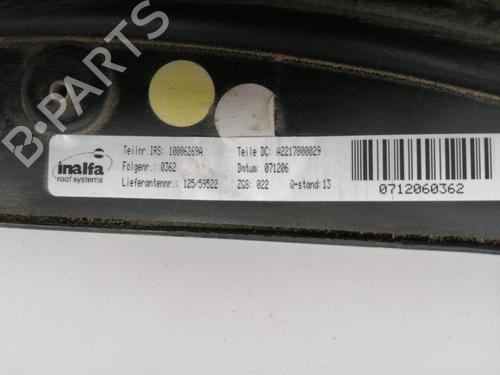 B-PARTS
inalfa
roof systems
Teilnr.IRS: 10006269A
Folgenr.: 0362
Lieferantennr.: 125/59522
Teile DC: A2217800029
Datum: 071206
ZGS: 022 Q-stand:13
0712060362